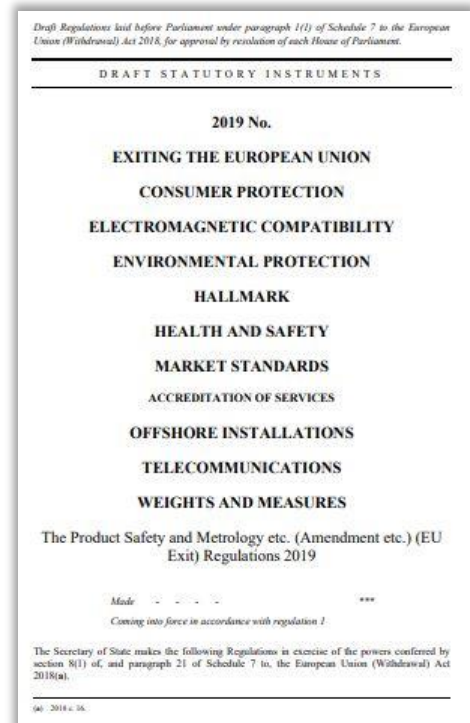 Draft Regulations laid before Parliament under paragraph 1(1) of Schedule 7 to the European
Union (Withdrawal) Act 2018, for approval by resolution of each House of Parliament.
DRAFT STATUTORY INSTRUMENTS
2019 No.
EXITING THE EUROPEAN UNION
CONSUMER PROTECTION
ELECTROMAGNETIC COMPATIBILITY
ENVIRONMENTAL PROTECTION
HALLMARK
HEALTH AND SAFETY
MARKET STANDARDS
ACCREDITATION OF SERVICES
OFFSHORE INSTALLATIONS
TELECOMMUNICATIONS
WEIGHTS AND MEASURES
The Product Safety and Metrology etc. (Amendment etc.) (EU
Exit) Regulations 2019
Made - - - - ***
Coming into force in accordance with regulation 1
The Secretary of State makes the following Regulations in exercise of the powers conferred by
section 8(1) of, and paragraph 21 of Schedule 7 to, the European Union (Withdrawal) Act
2018(a).
(a) 2018 c. 16.